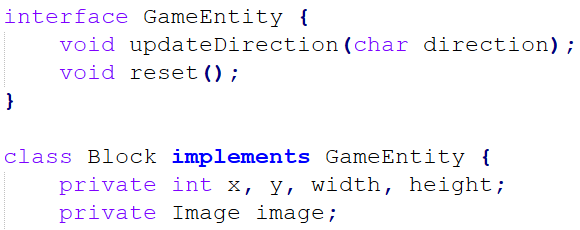 interface GameEntity {
    void updateDirection(char direction);
    void reset();
}

class Block implements GameEntity {
    private int x, y, width, height;
    private Image image;